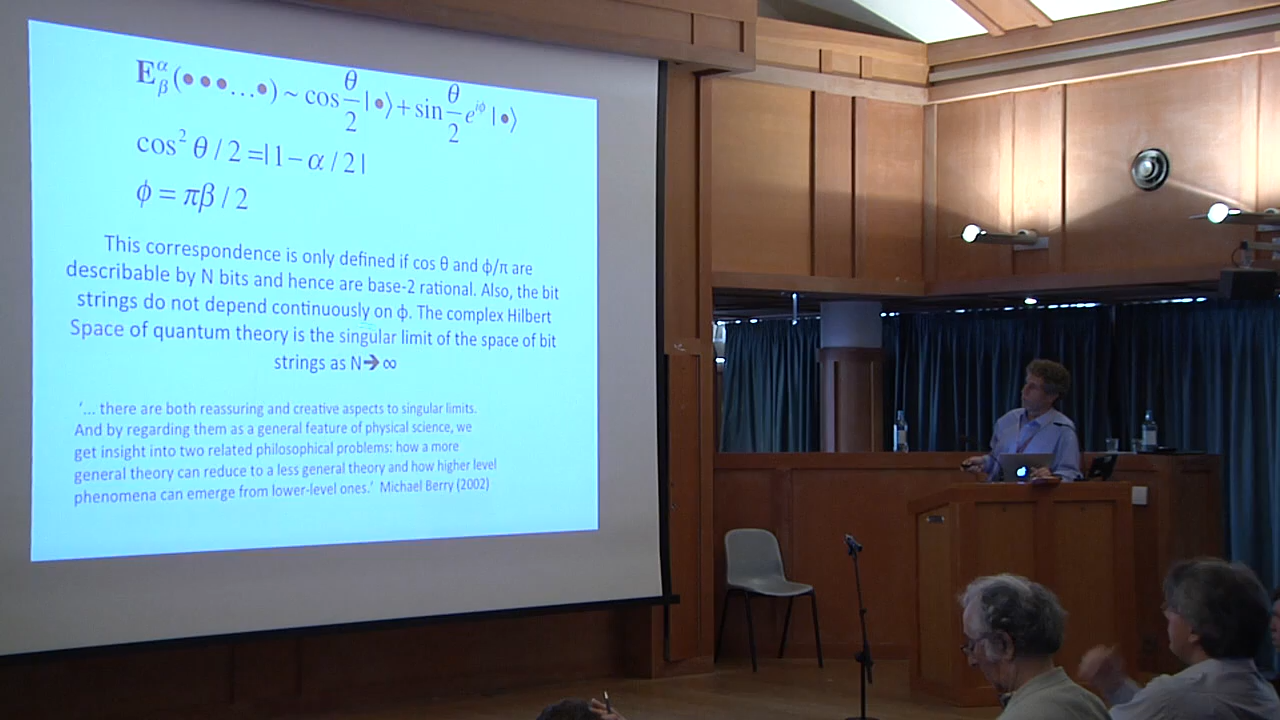 E^α_β(•••...•) ~ cos θ/2 |•⟩ + sin θ/2 e^{iφ} |•⟩
cos² θ / 2 =| 1 − α / 2 |
φ = πβ / 2
This correspondence is only defined if cos θ and ϕ/π are
describable by N bits and hence are base-2 rational. Also, the bit
strings do not depend continuously on ϕ. The complex Hilbert
Space of quantum theory is the singular limit of the space of bit
strings as N➔∞
‘... there are both reassuring and creative aspects to singular limits.
And by regarding them as a general feature of physical science, we
get insight into two related philosophical problems: how a more
general theory can reduce to a less general theory and how higher level
phenomena can emerge from lower-level ones.’ Michael Berry (2002)